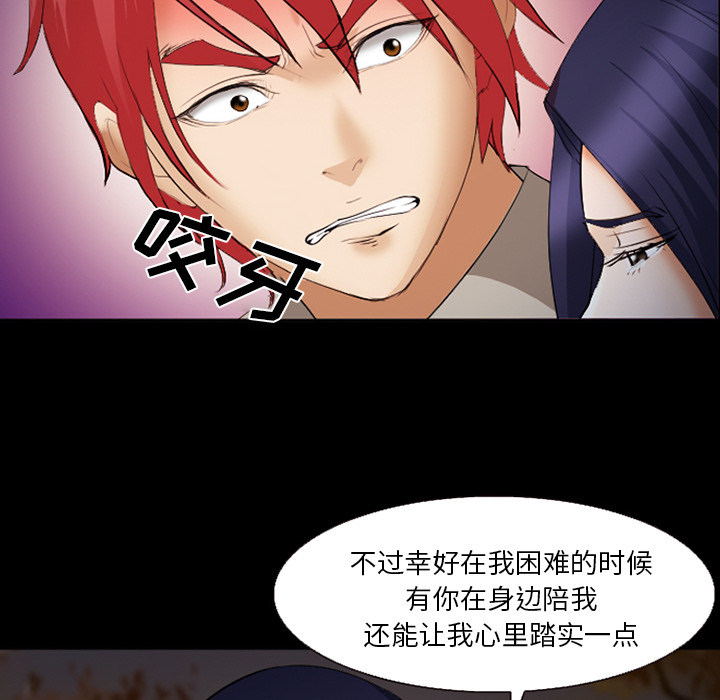 咬牙
不过幸好在我困难的时候
有你在身边陪我
还能让我心里踏实一点